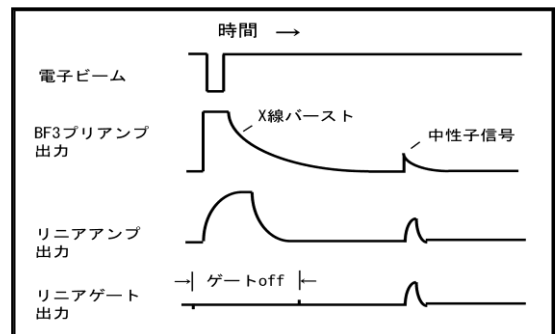 時間 →
電子ビーム
BF3プリアンプ
出力
X線バースト
中性子信号
リニアアンプ
出力
ゲートoff
リニアゲート
出力